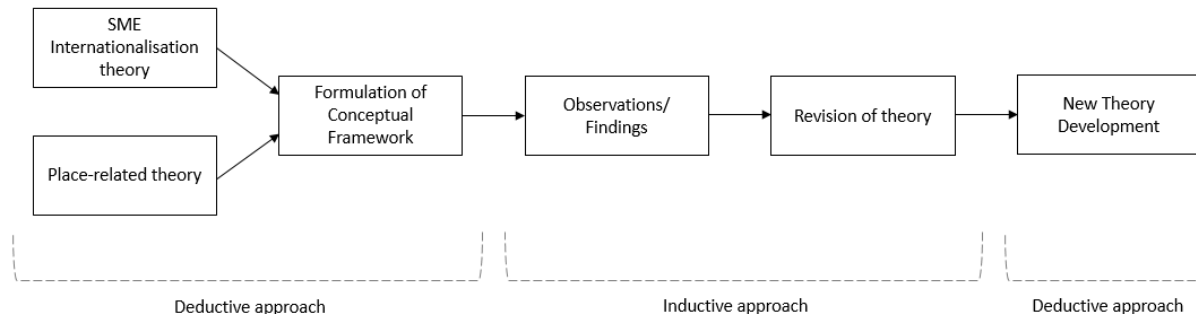 SME
Internationalisation
theory
Place-related theory
Formulation of
Conceptual
Framework
Observations/
Findings
Revision of theory
New Theory
Development
Deductive approach
Inductive approach
Deductive approach